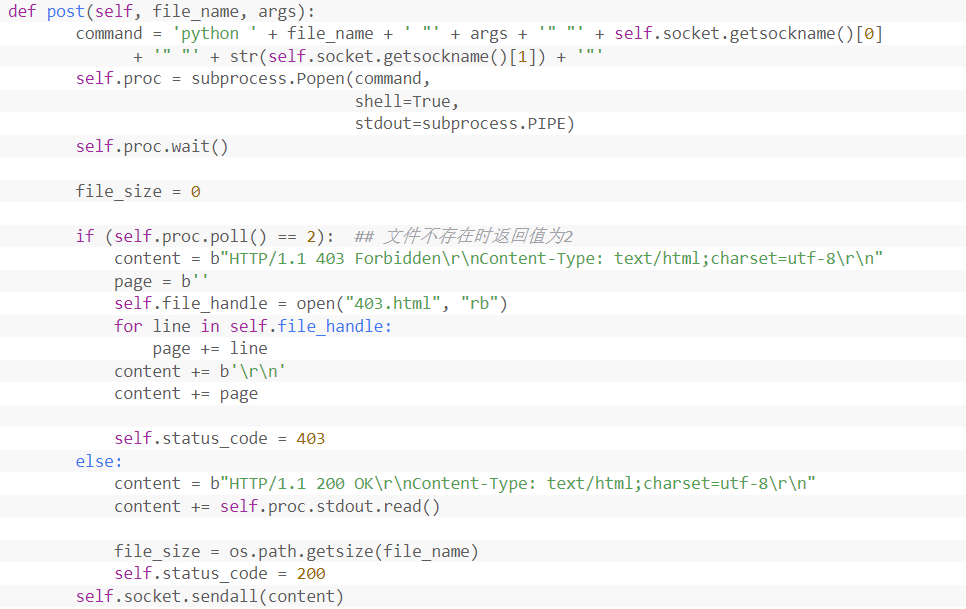 def post(self, file_name, args):
       command = 'python ' + file_name + ' "' + args + '" "' + self.socket.getsockname()[0]
             + '" "' + str(self.socket.getsockname()[1]) + '"'
       self.proc = subprocess.Popen(command,
                                    shell=True,
                                    stdout=subprocess.PIPE)
       self.proc.wait()

       file_size = 0

       if (self.proc.poll() == 2):  ## 文件不存在时返回值为2
           content = b"HTTP/1.1 403 Forbidden\r\nContent-Type: text/html;charset=utf-8\r\n"
           page = b''
           self.file_handle = open("403.html", "rb")
           for line in self.file_handle:
               page += line
           content += b'\r\n'
           content += page

           self.status_code = 403
       else:
           content = b"HTTP/1.1 200 OK\r\nContent-Type: text/html;charset=utf-8\r\n"
           content += self.proc.stdout.read()

           file_size = os.path.getsize(file_name)
           self.status_code = 200
       self.socket.sendall(content)